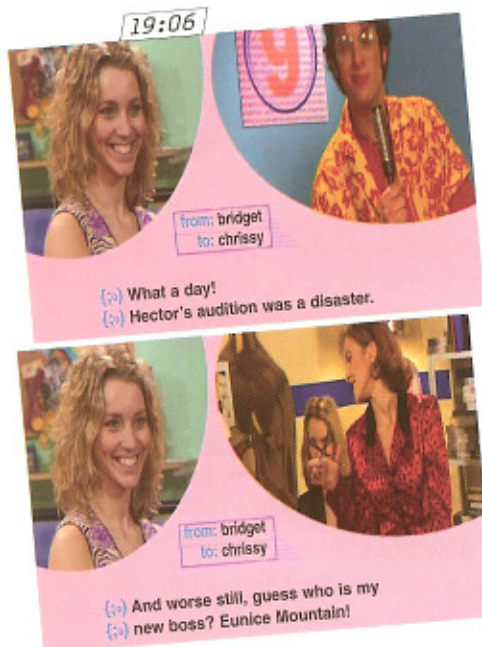 19:06
9
from: bridget
to: chrissy
{;o) What a day!
{;o) Hector's audition was a disaster.
from: bridget
to: chrissy
{;o) And worse still, guess who is my
{;o) new boss? Eunice Mountain!